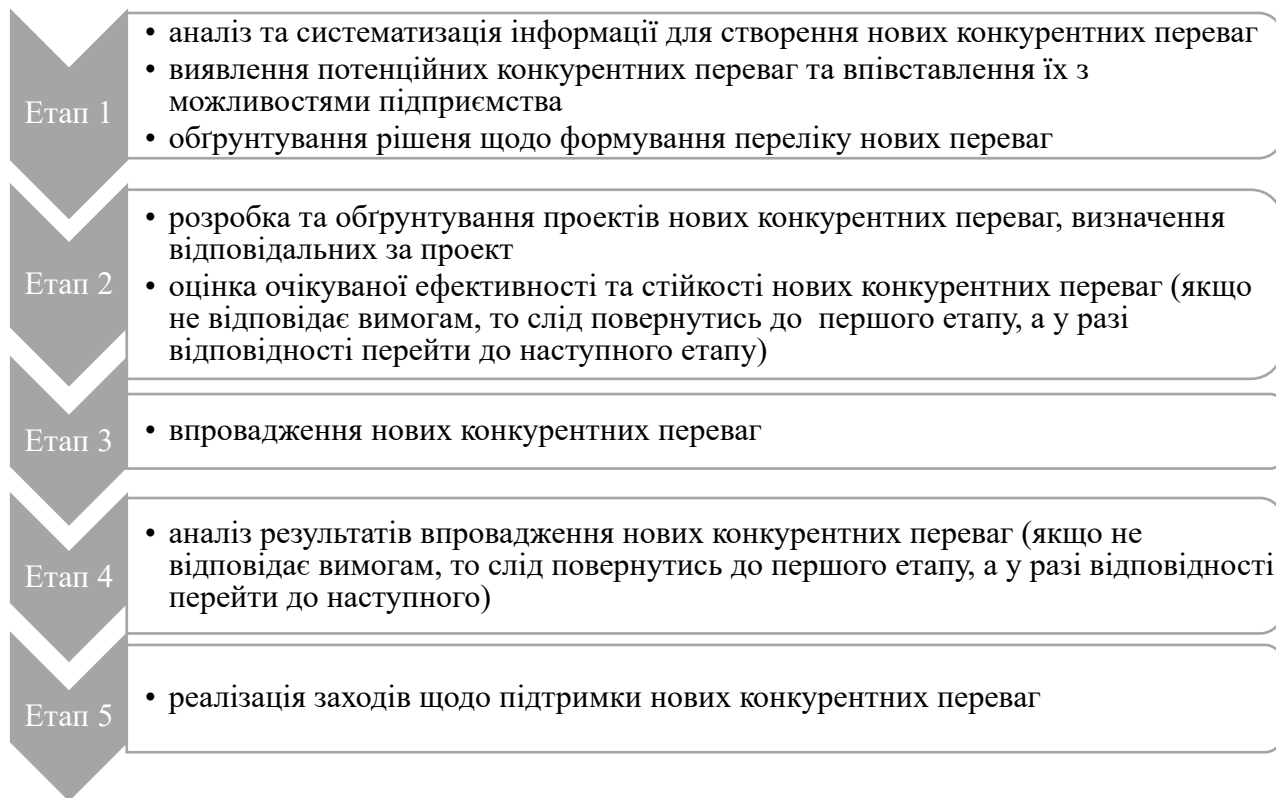 Етап 1
• аналіз та систематизація інформації для створення нових конкурентних переваг
• виявлення потенційних конкурентних переваг та впівставлення їх з
можливостями підприємства
• обґрунтування рішеня щодо формування переліку нових переваг
Етап 2
• розробка та обґрунтування проектів нових конкурентних переваг, визначення
відповідальних за проект
• оцінка очікуваної ефективності та стійкості нових конкурентних переваг (якщо
не відповідає вимогам, то слід повернутись до першого етапу, а у разі
відповідності перейти до наступного етапу)
Етап 3
• впровадження нових конкурентних переваг
Етап 4
• аналіз результатів впровадження нових конкурентних переваг (якщо не
відповідає вимогам, то слід повернутись до першого етапу, а у разі відповідності
перейти до наступного)
Етап 5
• реалізація заходів щодо підтримки нових конкурентних переваг